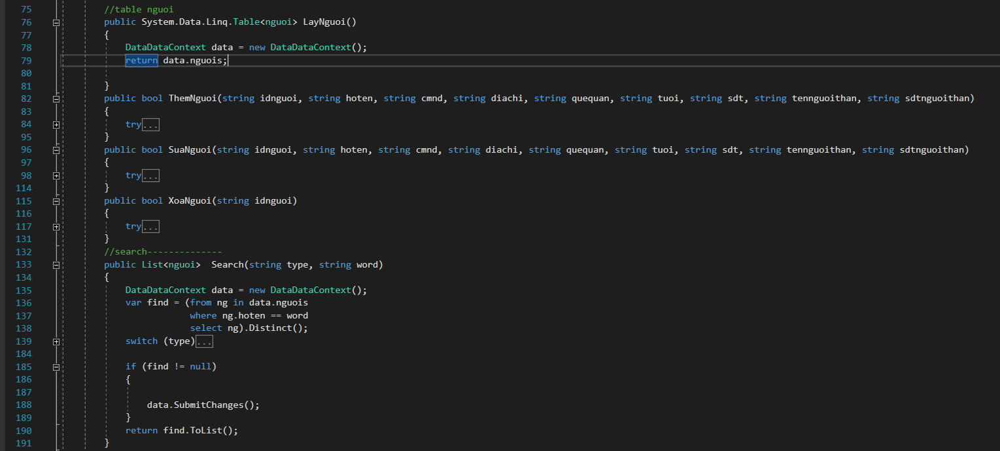 75 //table nguoi
76 public System.Data.Linq.Table<nguoi> LayNguoi()
77 {
78 DataDataContext data = new DataDataContext();
79 return data.nguois;
80
81 }
82 public bool ThemNguoi(string idnguoi, string hoten, string cmnd, string diachi, string quequan, string tuoi, string sdt, string tennguoithan, string sdtnguoithan)
83 {
84 try...
95 }
96 public bool SuaNguoi(string idnguoi, string hoten, string cmnd, string diachi, string quequan, string tuoi, string sdt, string tennguoithan, string sdtnguoithan)
97 {
98 try...
114 }
115 public bool XoaNguoi(string idnguoi)
116 {
117 try...
131 }
132 //search--------------
133 public List<nguoi>  Search(string type, string word)
134 {
135 DataDataContext data = new DataDataContext();
136 var find = (from ng in data.nguois
137 where ng.hoten == word
138 select ng).Distinct();
139 switch (type)...
184
185 if (find != null)
186 {
187
188 data.SubmitChanges();
189 }
190 return find.ToList();
191 }